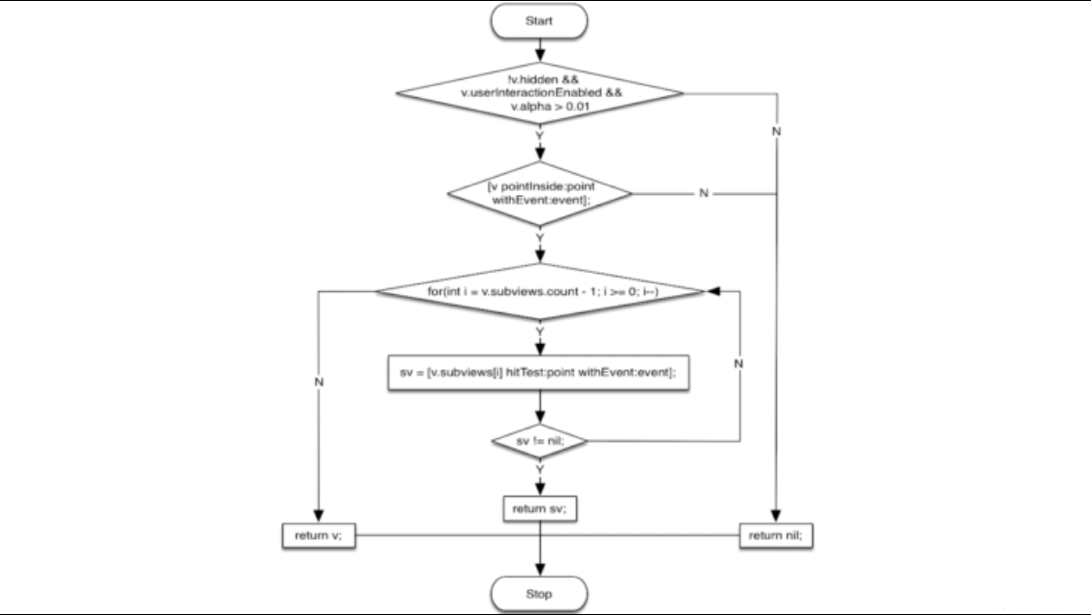 Start
!v.hidden &&
v.userInteractionEnabled &&
v.alpha > 0.01
N
Y
[v pointInside:point
withEvent:event];
N
Y
for(int i = v.subviews.count - 1; i >= 0; i--)
Y
N
sv = [v.subviews[i] hitTest:point withEvent:event];
N
sv != nil;
Y
return sv;
return v;
return nil;
Stop